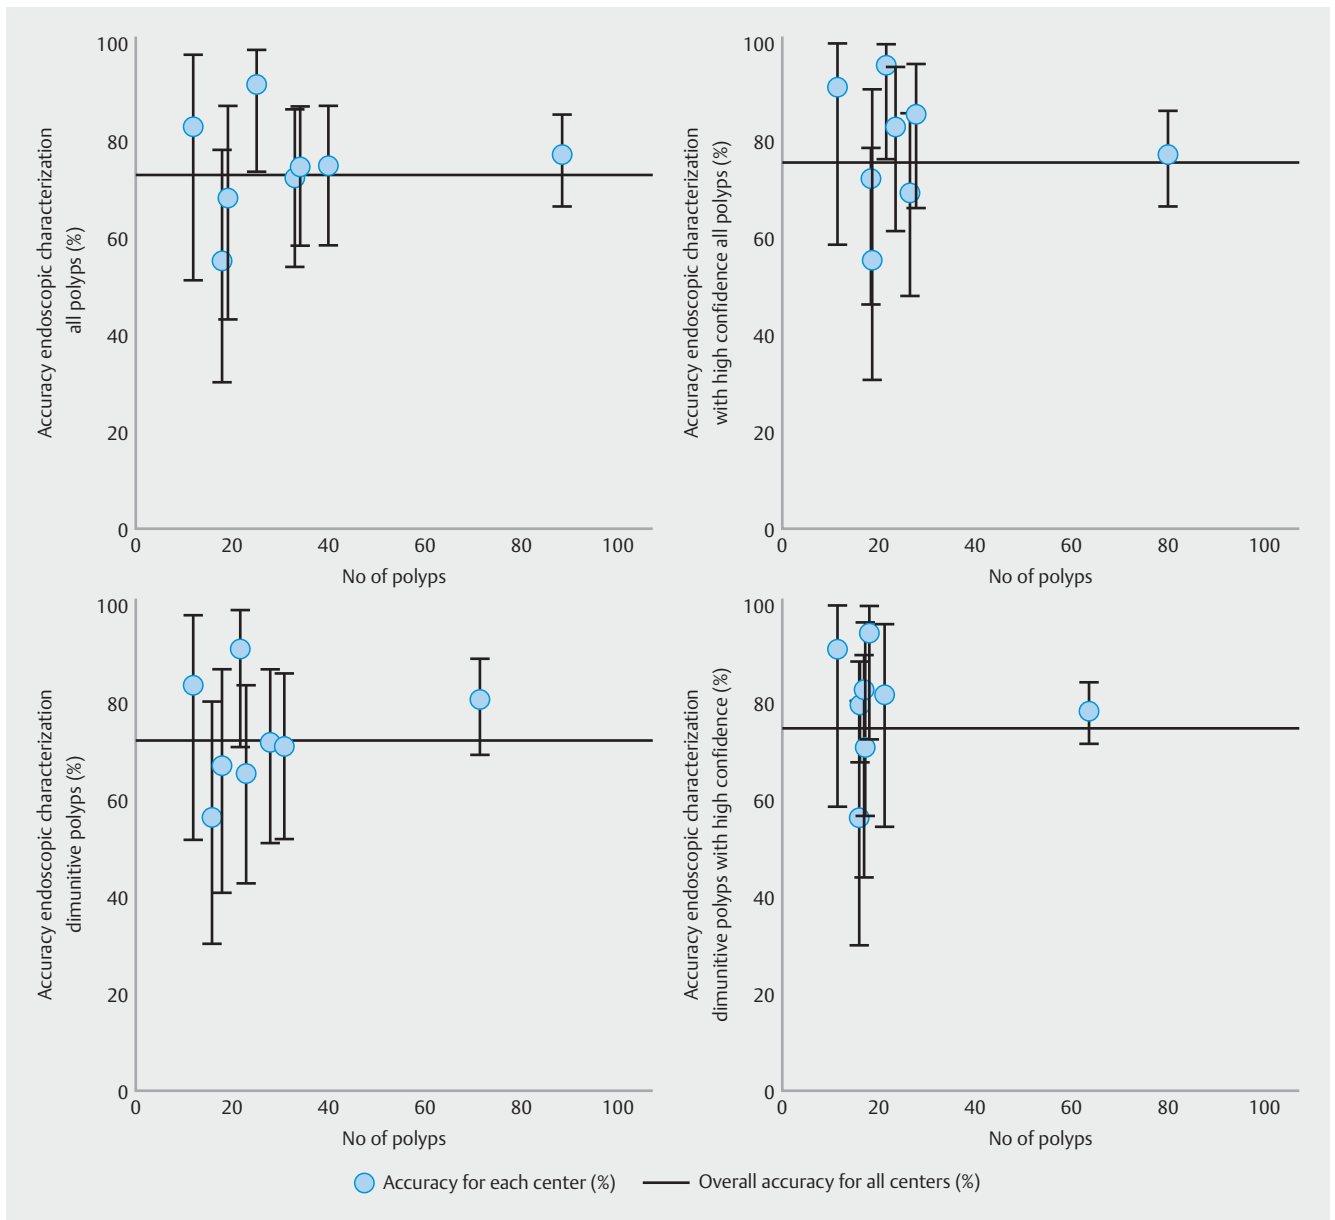 Accuracy endoscopic characterization
all polyps (%)
100
80
60
40
20
0
0 20 40 60 80 100
No of polyps
Accuracy endoscopic characterization
with high confidence all polyps (%)
100
80
60
40
20
0
0 20 40 60 80 100
No of polyps
Accuracy endoscopic characterization
dimunitive polyps (%)
100
80
60
40
20
0
0 20 40 60 80 100
No of polyps
Accuracy endoscopic characterization
dimunitive polyps with high confidence (%)
100
80
60
40
20
0
0 20 40 60 80 100
No of polyps
Accuracy for each center (%) Overall accuracy for all centers (%)